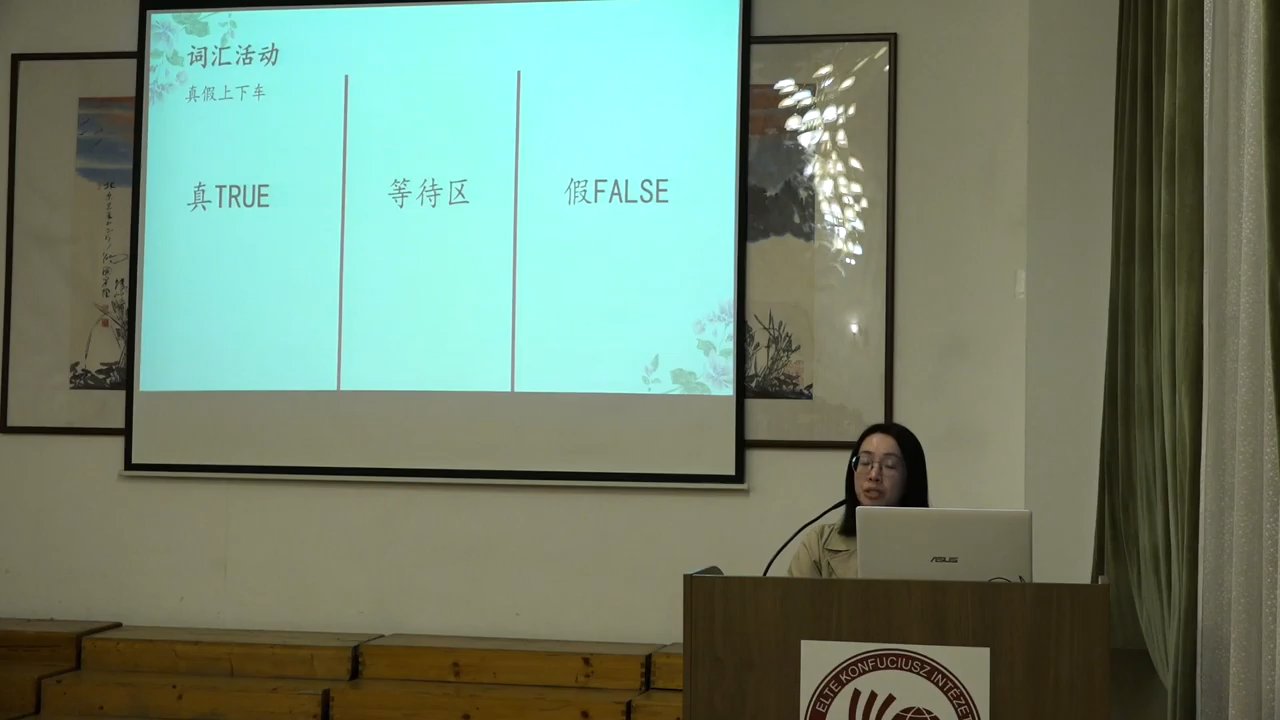 词汇活动
真假上下车
真TRUE
等待区
假FALSE
ASUS
ELTE KONFUCIUSZ INTÉZET